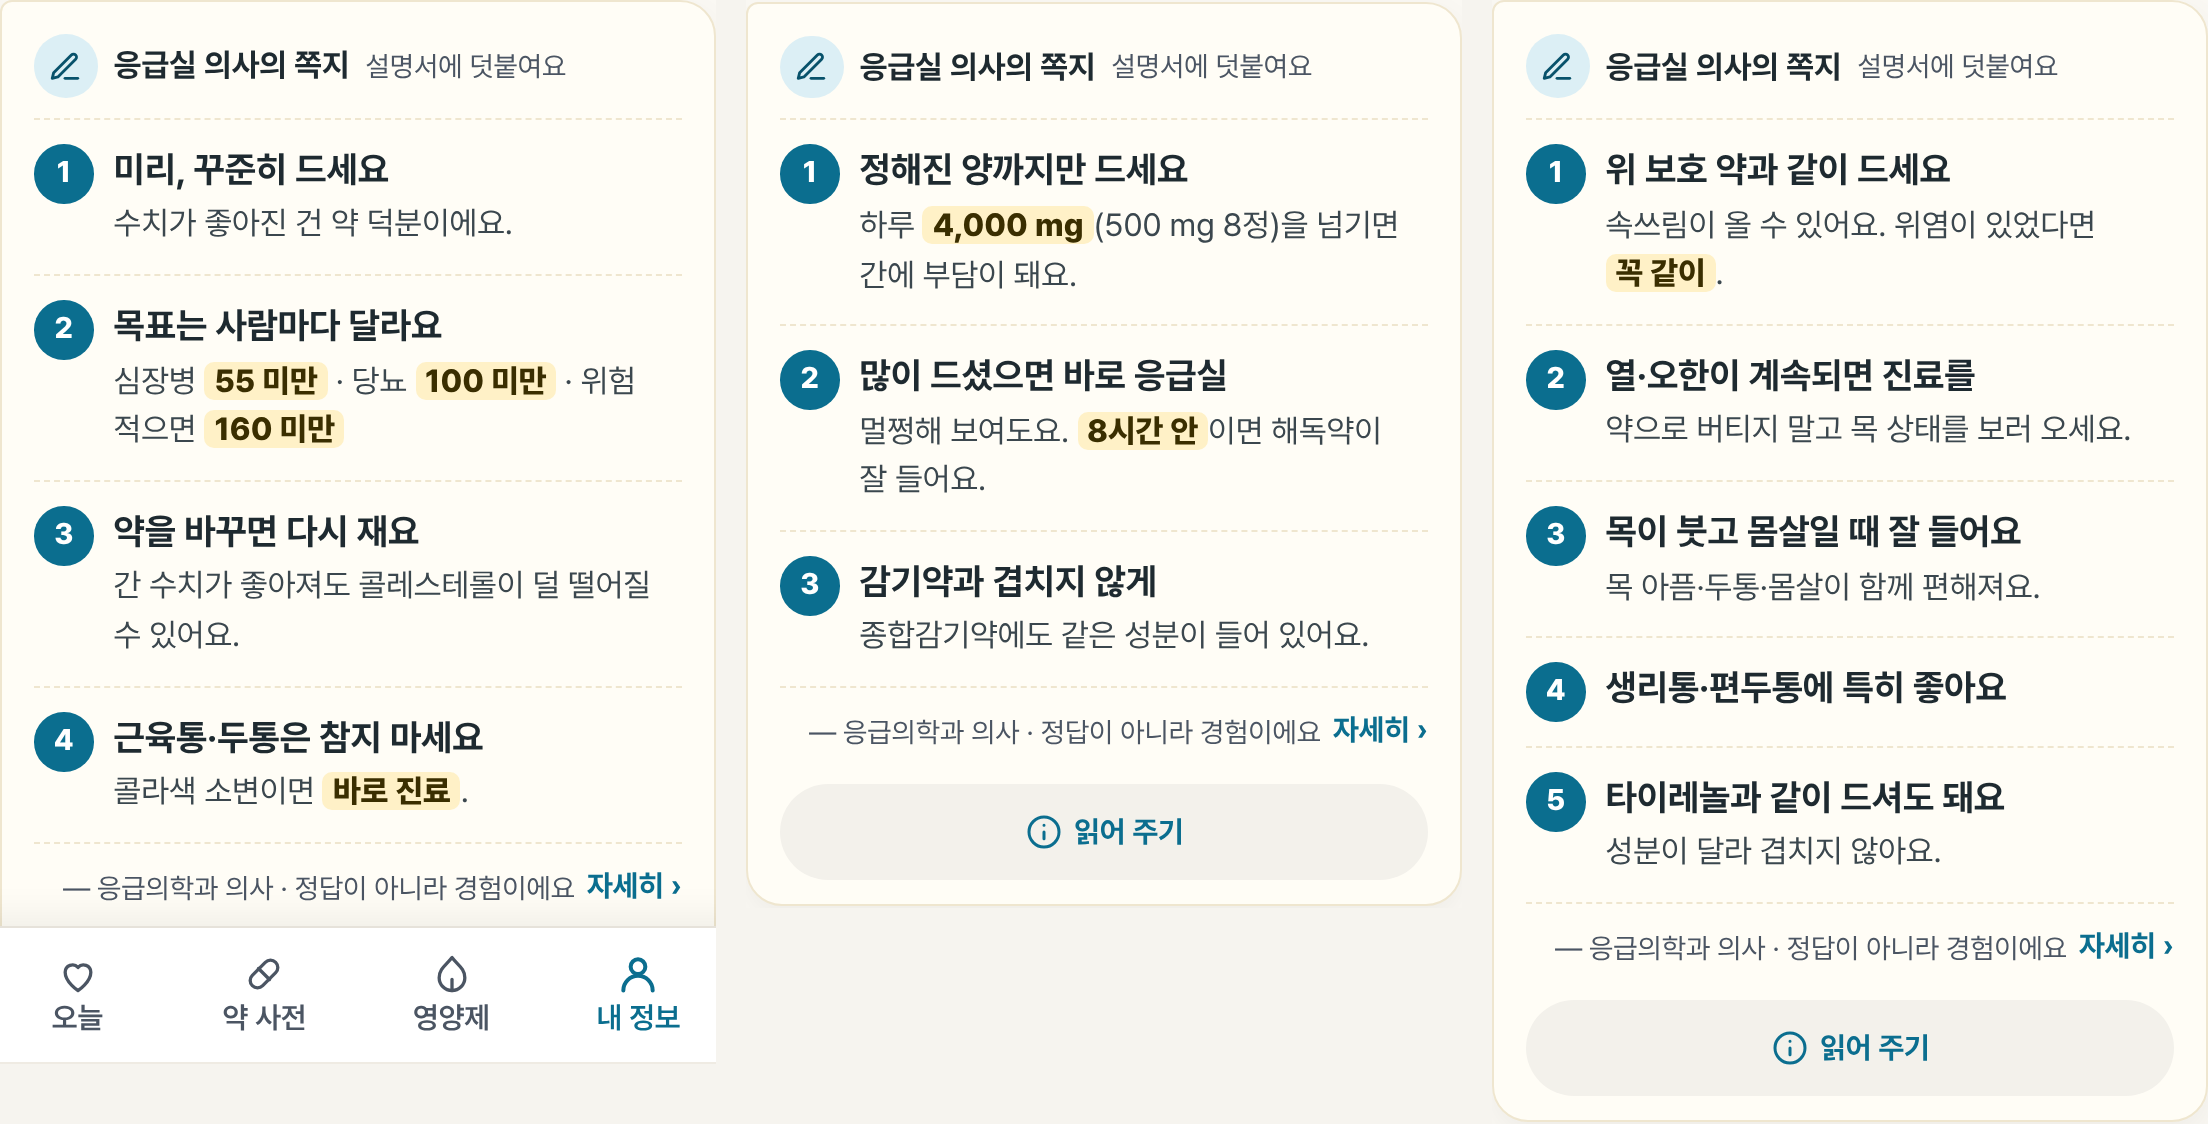 응급실 의사의 쪽지 설명서에 덧붙여요
1 미리, 꾸준히 드세요
수치가 좋아진 건 약 덕분이에요.
2 목표는 사람마다 달라요
심장병 55 미만 · 당뇨 100 미만 · 위험
적으면 160 미만
3 약을 바꾸면 다시 재요
간 수치가 좋아져도 콜레스테롤이 덜 떨어질
수 있어요.
4 근육통·두통은 참지 마세요
콜라색 소변이면 바로 진료.
— 응급의학과 의사 · 정답이 아니라 경험이에요 자세히 ›
오늘 약 사전 영양제 내 정보
응급실 의사의 쪽지 설명서에 덧붙여요
1 정해진 양까지만 드세요
하루 4,000 mg(500 mg 8정)을 넘기면
간에 부담이 돼요.
2 많이 드셨으면 바로 응급실
멀쩡해 보여도요. 8시간 안이면 해독약이
잘 들어요.
3 감기약과 겹치지 않게
종합감기약에도 같은 성분이 들어 있어요.
— 응급의학과 의사 · 정답이 아니라 경험이에요 자세히 ›
읽어 주기
응급실 의사의 쪽지 설명서에 덧붙여요
1 위 보호 약과 같이 드세요
속쓰림이 올 수 있어요. 위염이 있었다면
꼭 같이.
2 열·오한이 계속되면 진료를
약으로 버티지 말고 목 상태를 보러 오세요.
3 목이 붓고 몸살일 때 잘 들어요
목 아픔·두통·몸살이 함께 편해져요.
4 생리통·편두통에 특히 좋아요
5 타이레놀과 같이 드셔도 돼요
성분이 달라 겹치지 않아요.
— 응급의학과 의사 · 정답이 아니라 경험이에요 자세히 ›
읽어 주기